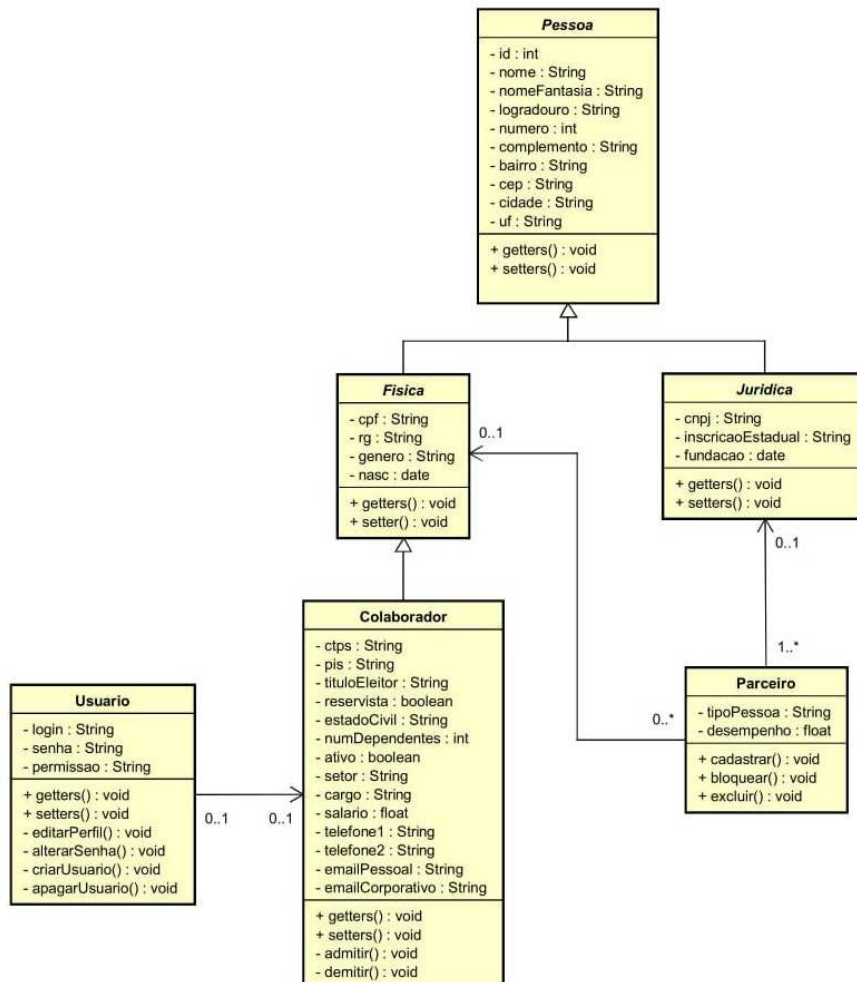 Pessoa
- id : int
- nome : String
- nomeFantasia : String
- logradouro : String
- numero : int
- complemento : String
- bairro : String
- cep : String
- cidade : String
- uf : String
+ getters() : void
+ setters() : void
Fisica
- cpf : String
- rg : String
- genero : String
- nasc : date
+ getters() : void
+ setter() : void
0..1
Juridica
- cnpj : String
- inscricaoEstadual : String
- fundacao : date
+ getters() : void
+ setters() : void
0..1
1..*
Colaborador
- ctps : String
- pis : String
- tituloEleitor : String
- reservista : boolean
- estadoCivil : String
- numDependentes : int
- ativo : boolean
- setor : String
- cargo : String
- salario : float
- telefone1 : String
- telefone2 : String
- emailPessoal : String
- emailCorporativo : String
+ getters() : void
+ setters() : void
- admitir() : void
- demitir() : void
Usuario
- login : String
- senha : String
- permissao : String
+ getters() : void
+ setters() : void
- editarPerfil() : void
- alterarSenha() : void
- criarUsuario() : void
- apagarUsuario() : void
0..1
0..1
0..*
Parceiro
- tipoPessoa : String
- desempenho : float
+ cadastrar() : void
+ bloquear() : void
+ excluir() : void